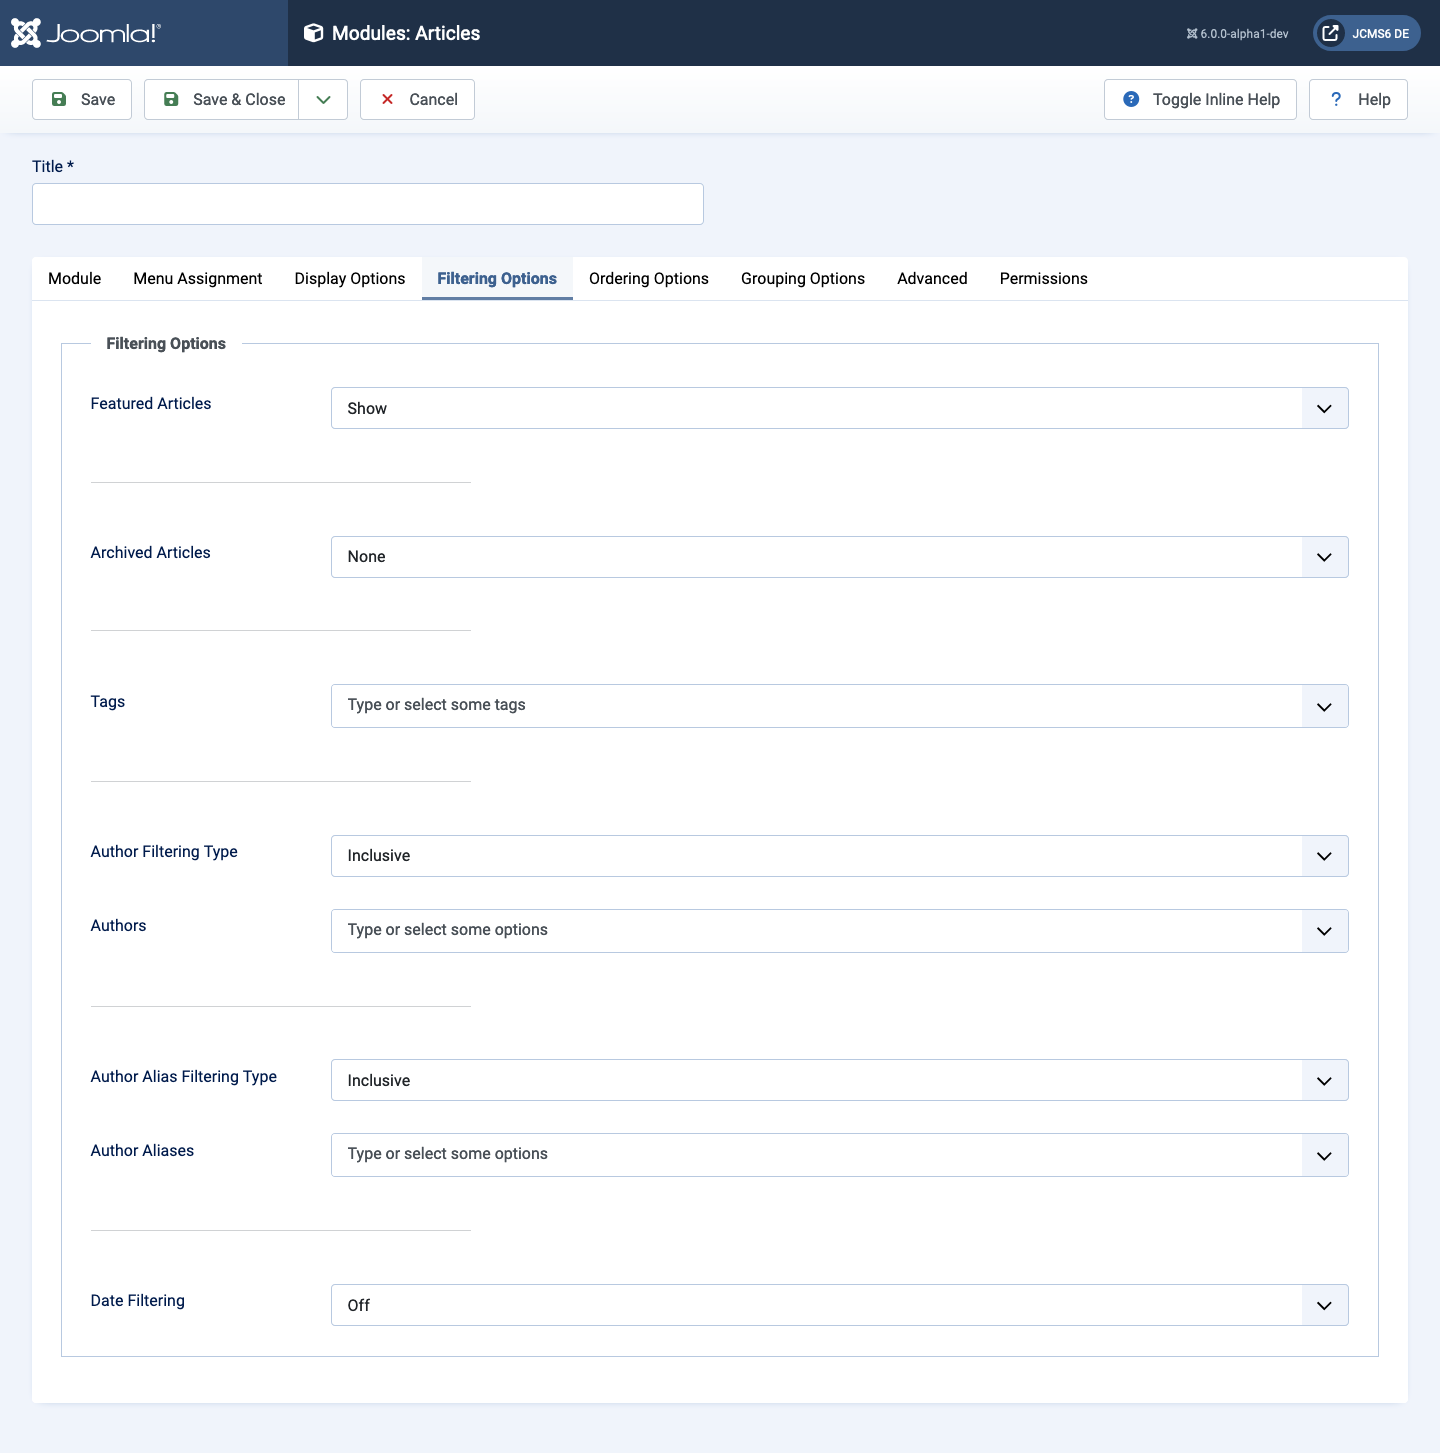 Joomla!®
Modules: Articles
6.0.0-alpha1-dev
JCMS6 DE
Save
Save & Close
Cancel
Toggle Inline Help
? Help
Title *
Module
Menu Assignment
Display Options
Filtering Options
Ordering Options
Grouping Options
Advanced
Permissions
Filtering Options
Featured Articles
Show
Archived Articles
None
Tags
Type or select some tags
Author Filtering Type
Inclusive
Authors
Type or select some options
Author Alias Filtering Type
Inclusive
Author Aliases
Type or select some options
Date Filtering
Off